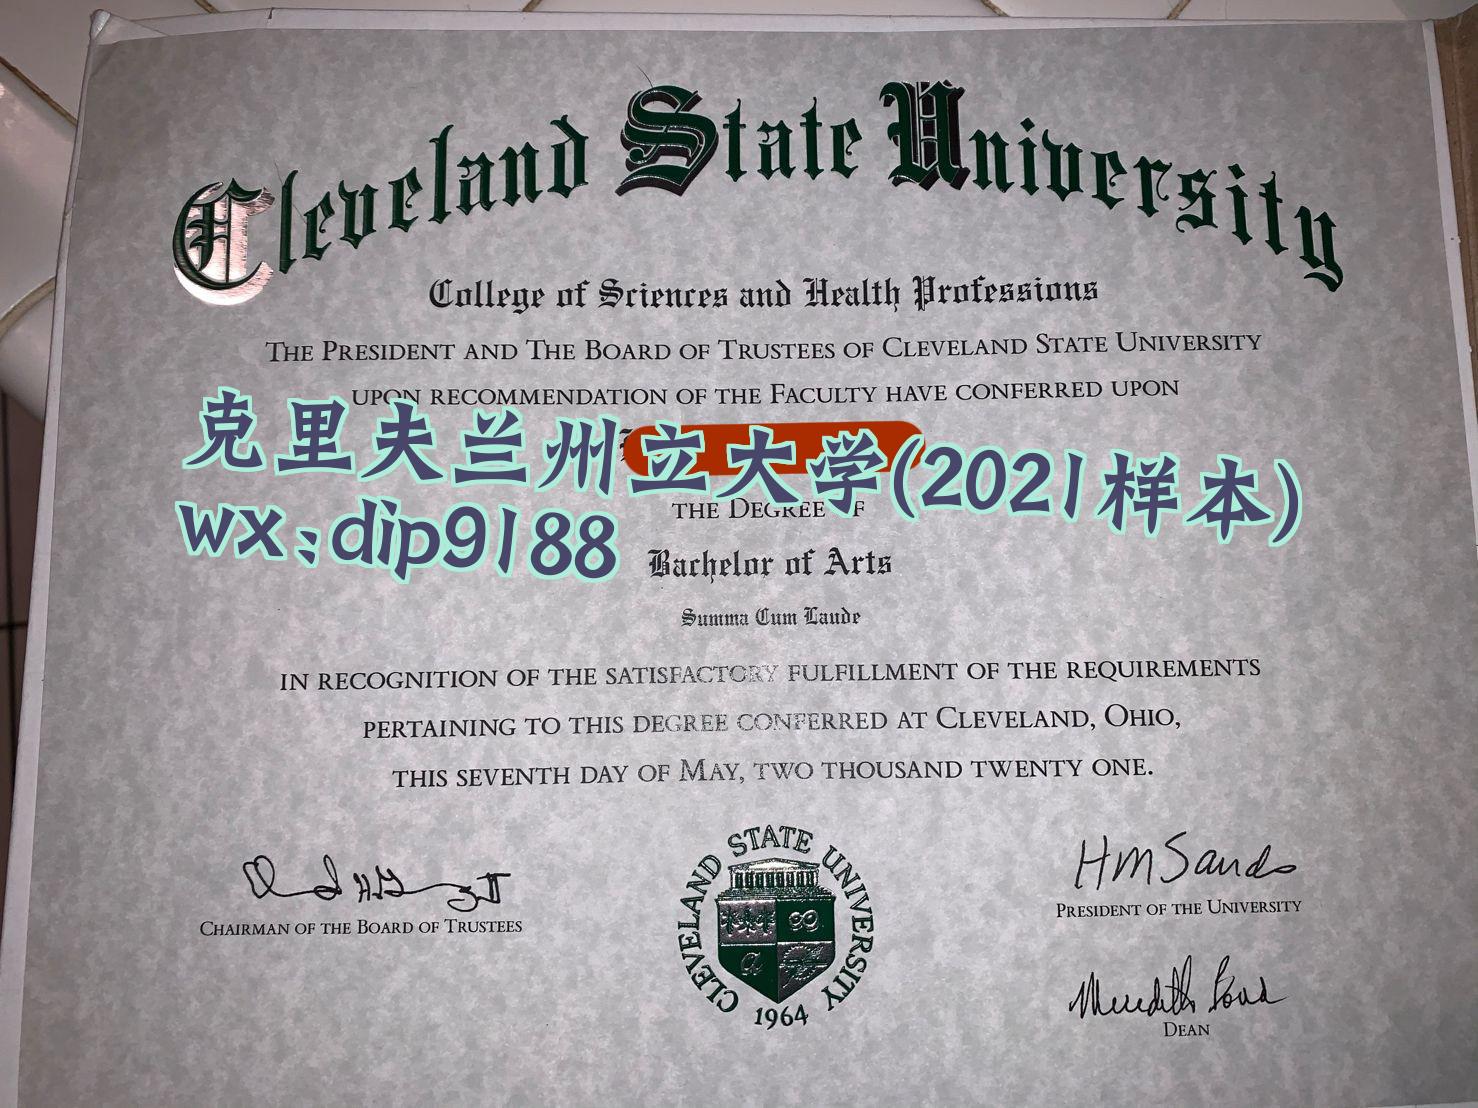 Cleveland State University
College of Sciences and Health Professions
THE PRESIDENT AND THE BOARD OF TRUSTEES OF CLEVELAND STATE UNIVERSITY
UPON RECOMMENDATION OF THE FACULTY HAVE CONFERRED UPON
克里夫兰州立大学(2021样本)
THE DEGREE OF
wx:dip9188
Bachelor of Arts
Summa Cum Laude
IN RECOGNITION OF THE SATISFACTORY FULFILLMENT OF THE REQUIREMENTS
PERTAINING TO THIS DEGREE CONFERRED AT CLEVELAND, OHIO,
THIS SEVENTH DAY OF MAY, TWO THOUSAND TWENTY ONE.
CHAIRMAN OF THE BOARD OF TRUSTEES
CLEVELAND STATE UNIVERSITY
1964
HM Sands
PRESIDENT OF THE UNIVERSITY
Meredith Bond
DEAN